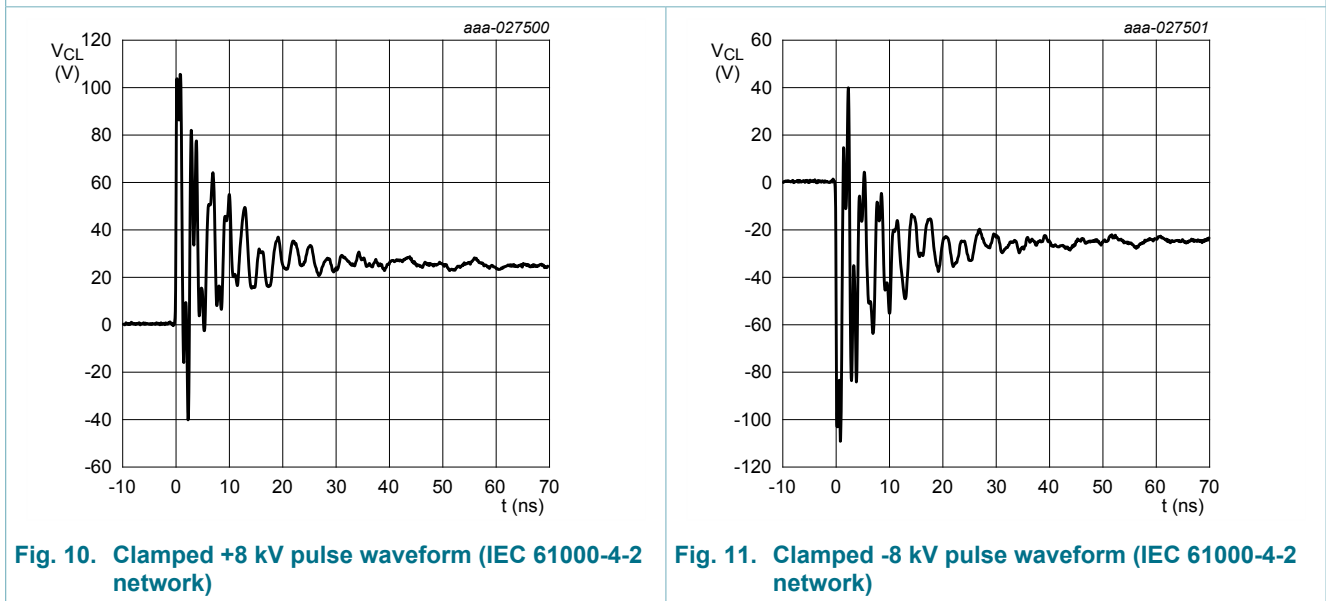 aaa-027500
VCL
(V)
120
100
80
60
40
20
0
-20
-40
-60
-10 0 10 20 30 40 50 60 70
t (ns)
Fig. 10. Clamped +8 kV pulse waveform (IEC 61000-4-2
network)
aaa-027501
VCL
(V)
60
40
20
0
-20
-40
-60
-80
-100
-120
-10 0 10 20 30 40 50 60 70
t (ns)
Fig. 11. Clamped -8 kV pulse waveform (IEC 61000-4-2
network)